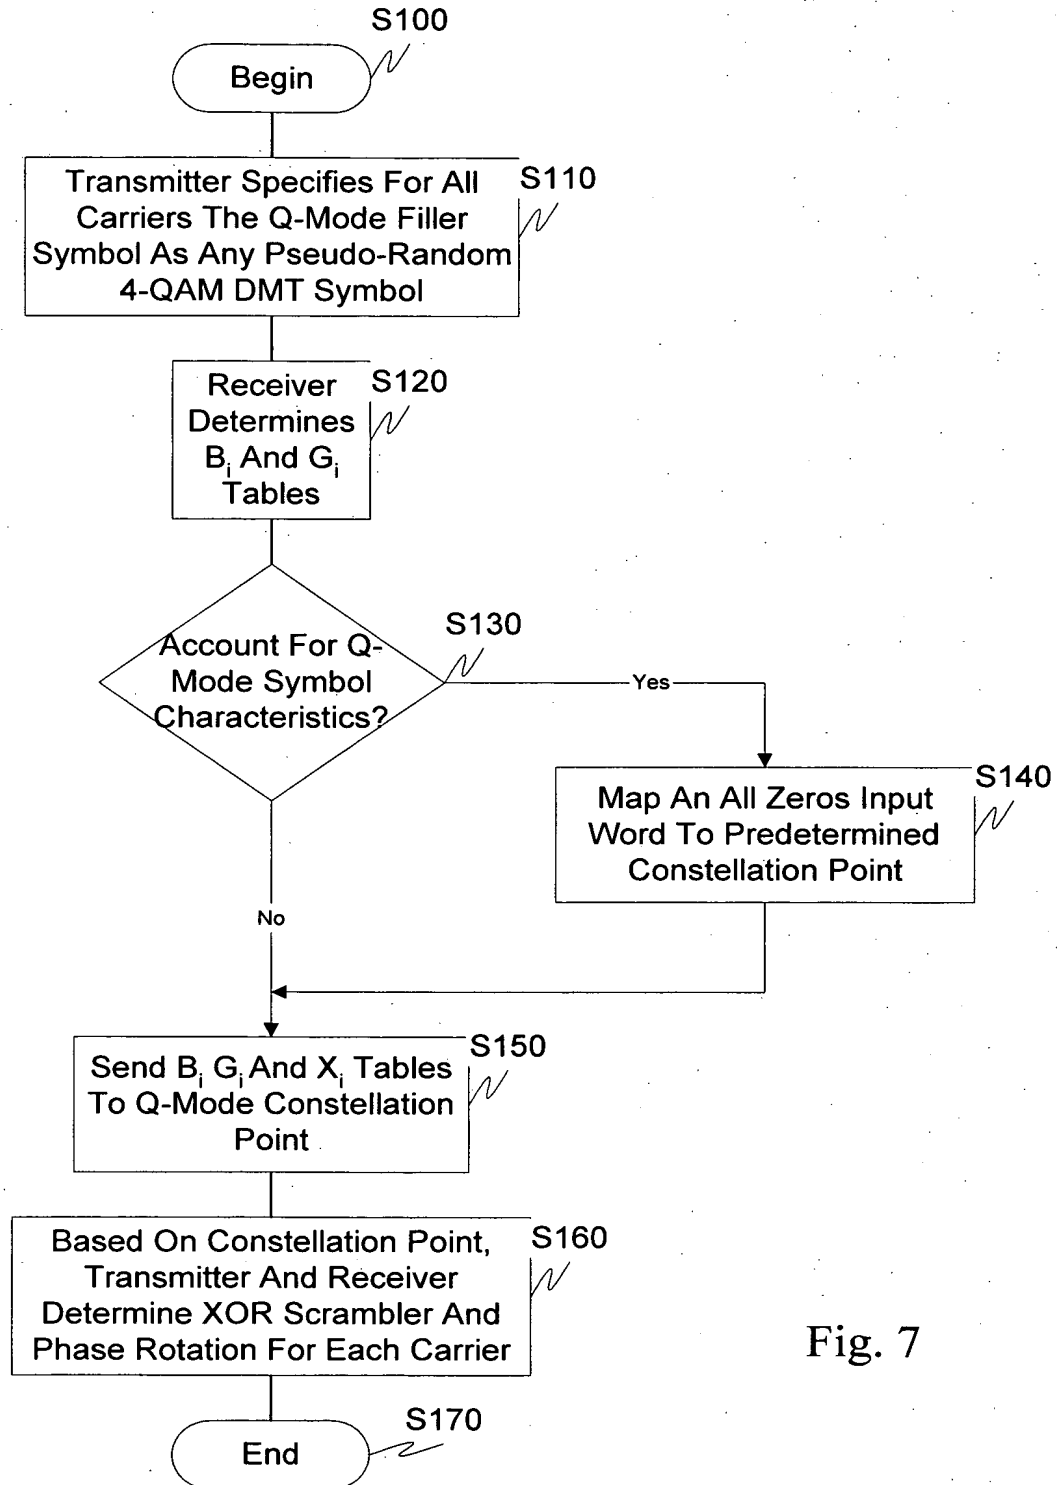 S100
Begin
S110
Transmitter Specifies For All
Carriers The Q-Mode Filler
Symbol As Any Pseudo-Random
4-QAM DMT Symbol
S120
Receiver
Determines
Bi And Gi
Tables
S130
Account For Q-
Mode Symbol
Characteristics?
Yes
S140
Map An All Zeros Input
Word To Predetermined
Constellation Point
No
S150
Send Bi Gi And Xi Tables
To Q-Mode Constellation
Point
S160
Based On Constellation Point,
Transmitter And Receiver
Determine XOR Scrambler And
Phase Rotation For Each Carrier
Fig. 7
S170
End